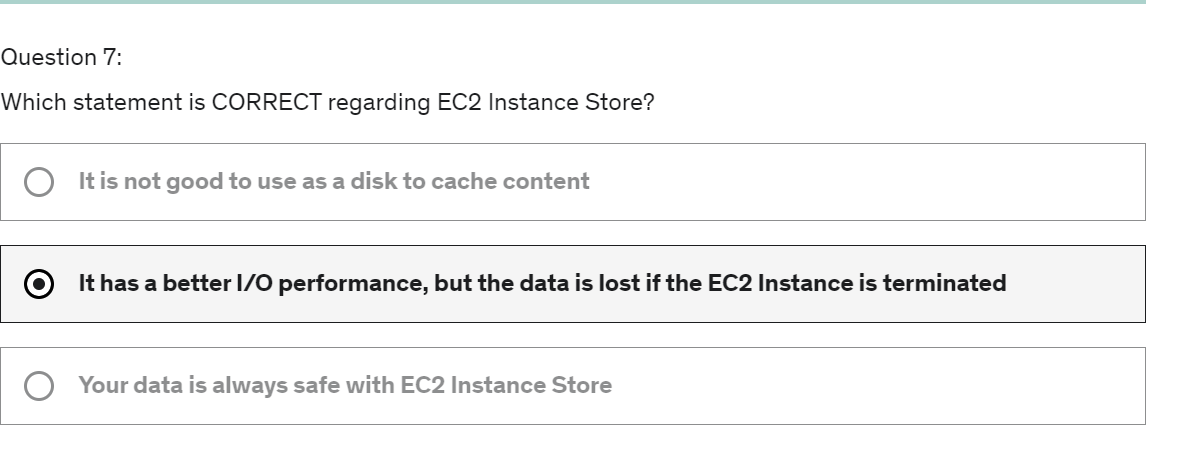 Question 7:
Which statement is CORRECT regarding EC2 Instance Store?
It is not good to use as a disk to cache content
It has a better I/O performance, but the data is lost if the EC2 Instance is terminated
Your data is always safe with EC2 Instance Store